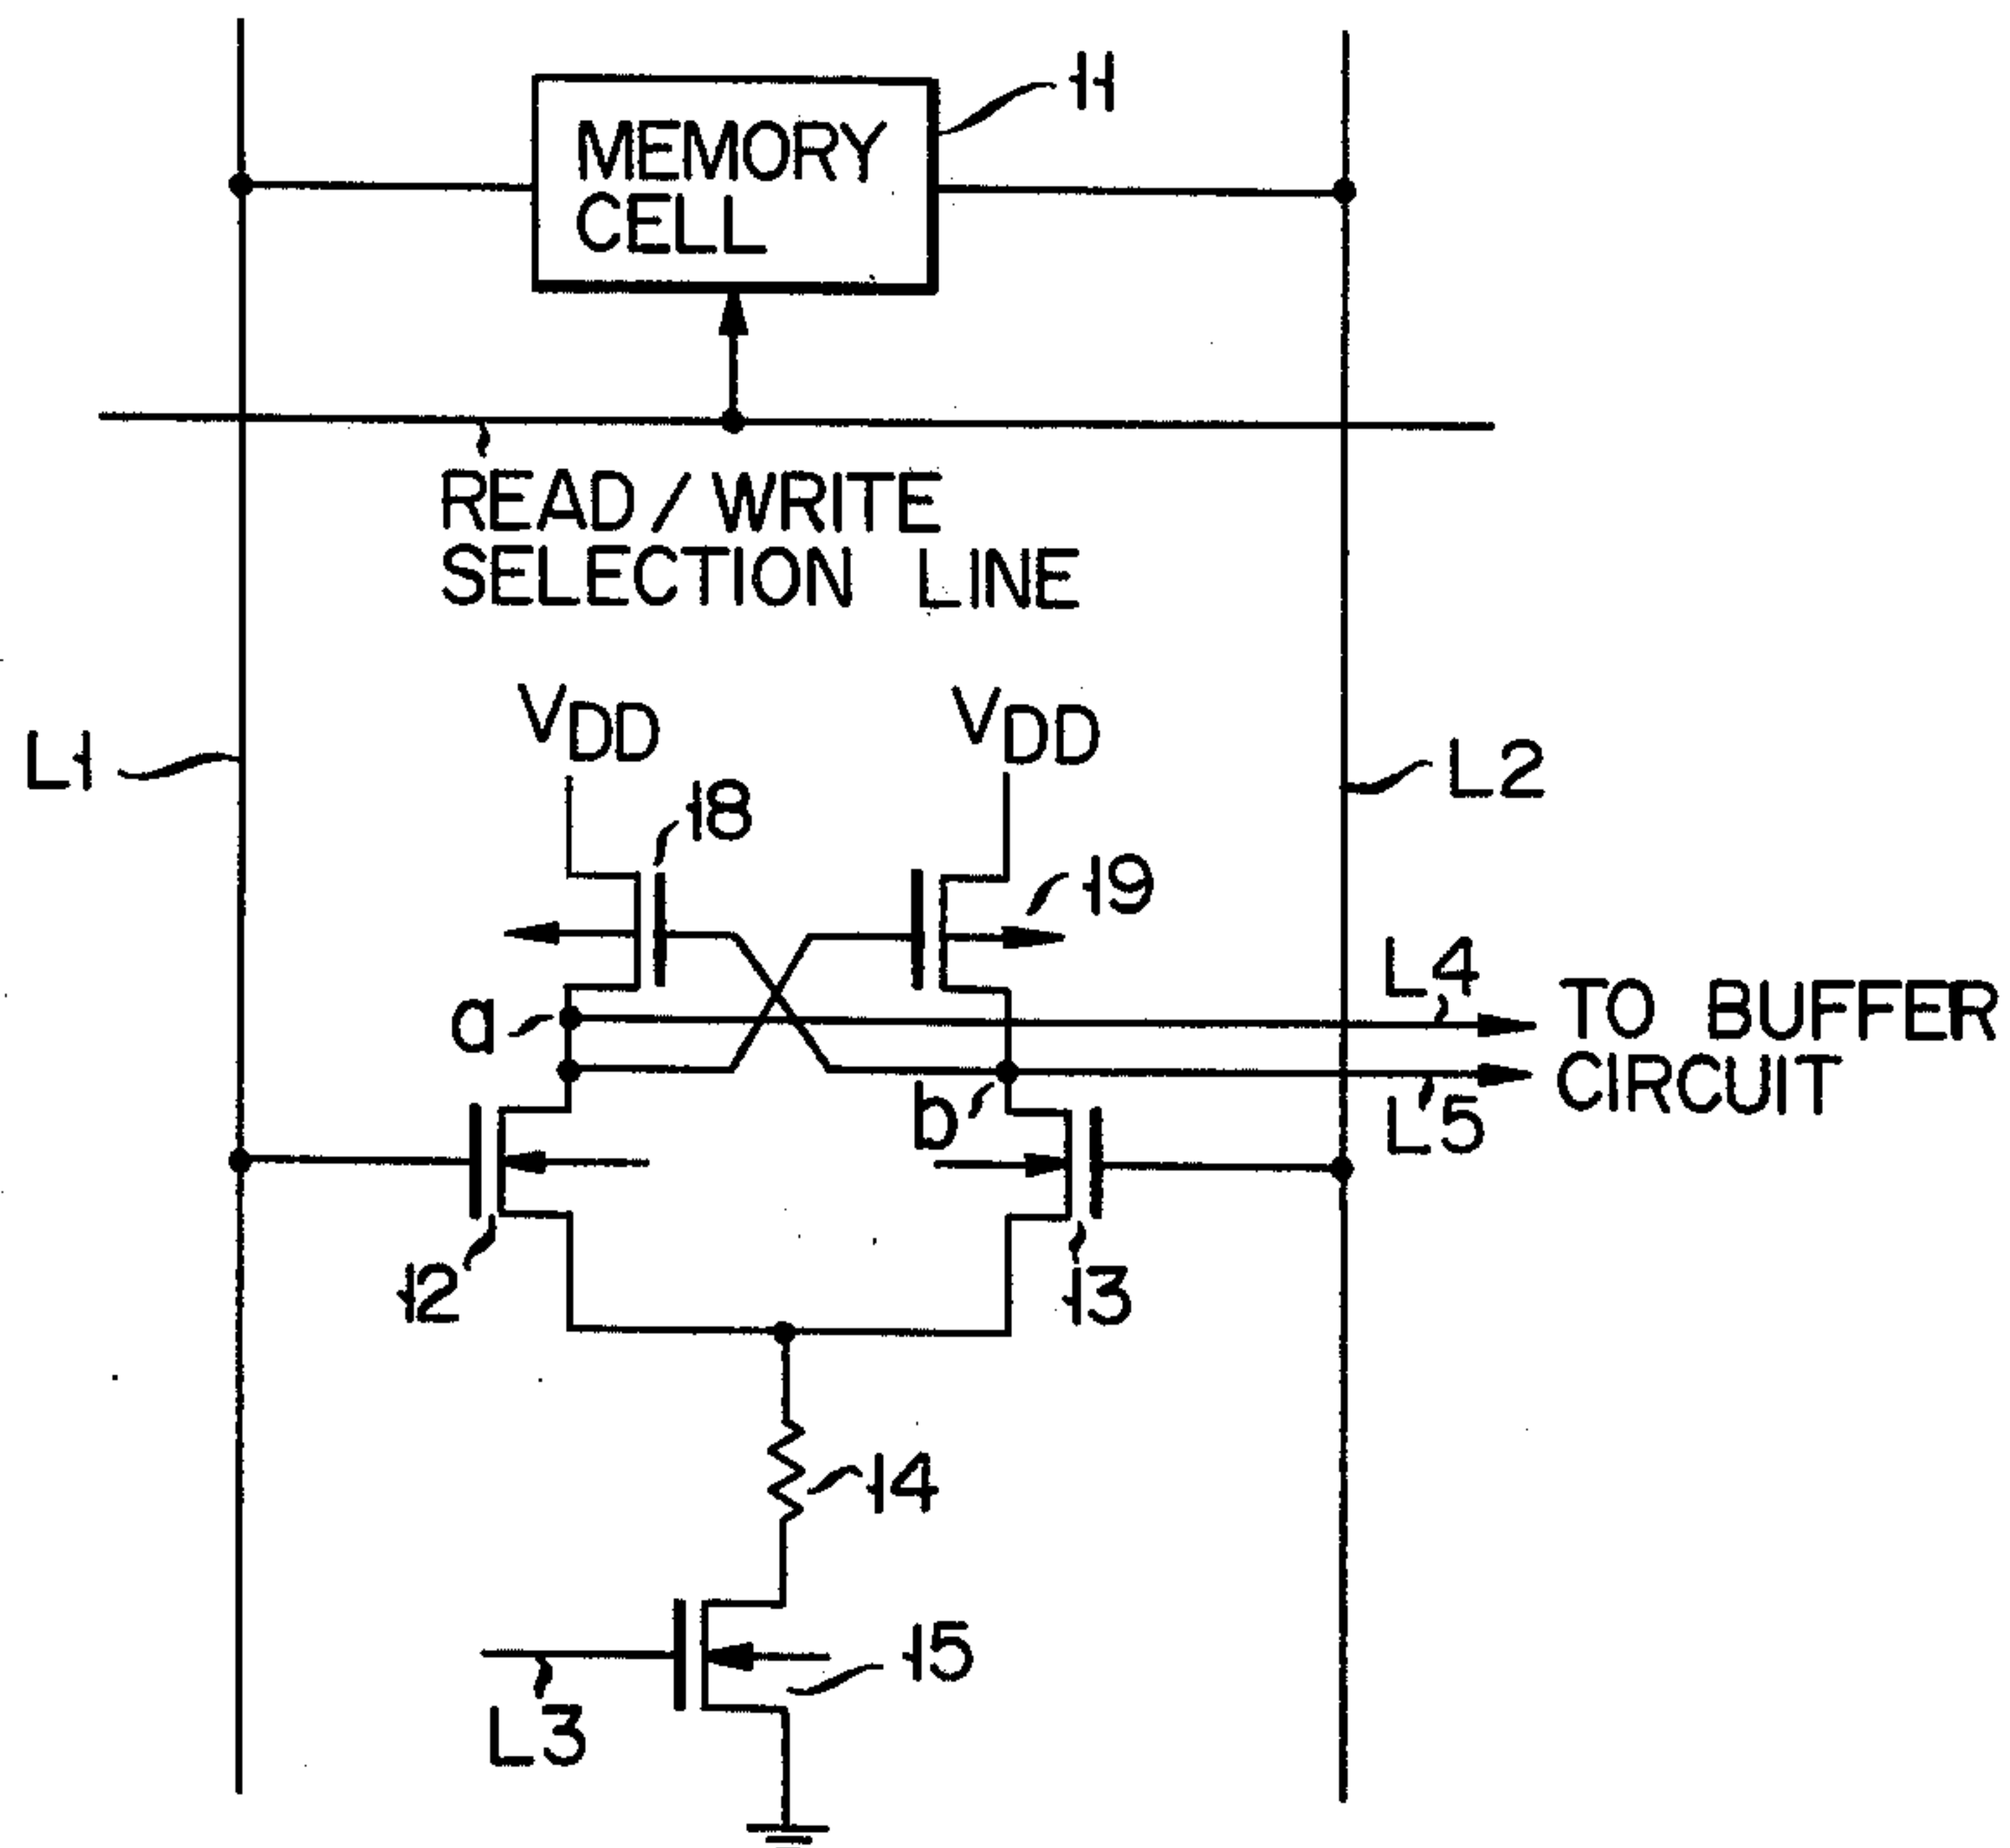 11
MEMORY
CELL
READ/WRITE
SELECTION LINE
VDD
VDD
L1
L2
18
19
L4
TO BUFFER
CIRCUIT
a
b
L5
12
13
14
15
L3